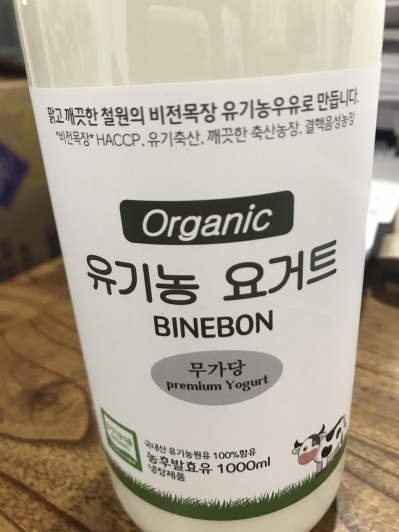 맑고 깨끗한 철원의 비전목장 유기농우유로 만듭니다.
*비전목장* HACCP, 유기축산, 깨끗한 축산농장, 결핵음성농장
Organic
유기농 요거트
BINEBON
무가당
premium Yogurt
국내산 유기농원유 100%함유
농후발효유 1000ml
냉장제품